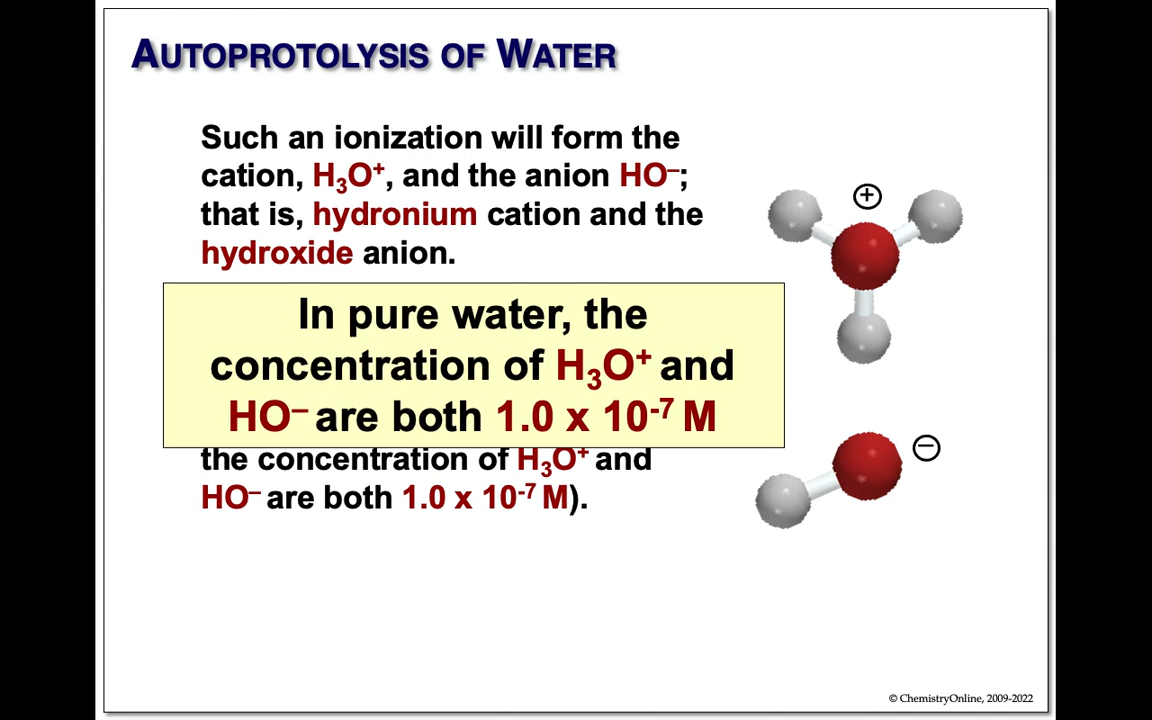 AUTOPROTOLYSIS OF WATER
Such an ionization will form the
cation, H₃O⁺, and the anion HO⁻;
that is, hydronium cation and the
hydroxide anion.
In pure water, the
concentration of H₃O⁺ and
HO⁻ are both 1.0 x 10⁻⁷ M
the concentration of H₃O⁺ and
HO⁻ are both 1.0 x 10⁻⁷ M).
+
−
© ChemistryOnline, 2009-2022